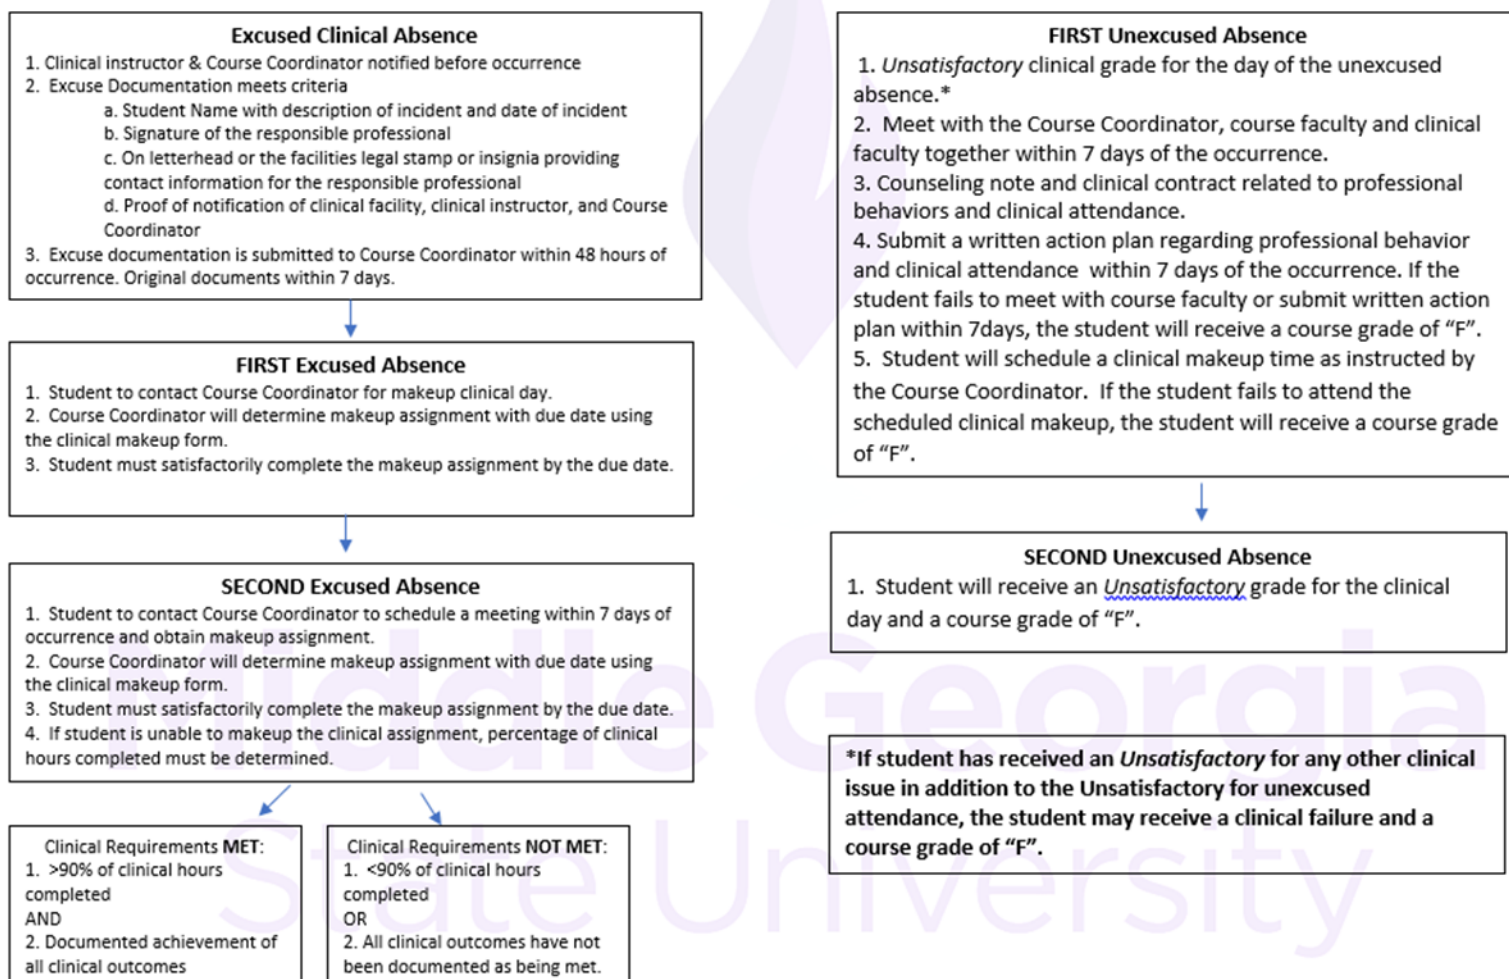 Excused Clinical Absence
1. Clinical instructor & Course Coordinator notified before occurrence
2. Excuse Documentation meets criteria
a. Student Name with description of incident and date of incident
b. Signature of the responsible professional
c. On letterhead or the facilities legal stamp or insignia providing
contact information for the responsible professional
d. Proof of notification of clinical facility, clinical instructor, and Course
Coordinator
3. Excuse documentation is submitted to Course Coordinator within 48 hours of
occurrence. Original documents within 7 days.
FIRST Excused Absence
1. Student to contact Course Coordinator for makeup clinical day.
2. Course Coordinator will determine makeup assignment with due date using
the clinical makeup form.
3. Student must satisfactorily complete the makeup assignment by the due date.
SECOND Excused Absence
1. Student to contact Course Coordinator to schedule a meeting within 7 days of
occurrence and obtain makeup assignment.
2. Course Coordinator will determine makeup assignment with due date using
the clinical makeup form.
3. Student must satisfactorily complete the makeup assignment by the due date.
4. If student is unable to makeup the clinical assignment, percentage of clinical
hours completed must be determined.
Clinical Requirements MET:
1. >90% of clinical hours
completed
AND
2. Documented achievement of
all clinical outcomes
Clinical Requirements NOT MET:
1. <90% of clinical hours
completed
OR
2. All clinical outcomes have not
been documented as being met.
FIRST Unexcused Absence
1. Unsatisfactory clinical grade for the day of the unexcused
absence.*
2. Meet with the Course Coordinator, course faculty and clinical
faculty together within 7 days of the occurrence.
3. Counseling note and clinical contract related to professional
behaviors and clinical attendance.
4. Submit a written action plan regarding professional behavior
and clinical attendance within 7 days of the occurrence. If the
student fails to meet with course faculty or submit written action
plan within 7days, the student will receive a course grade of “F”.
5. Student will schedule a clinical makeup time as instructed by
the Course Coordinator. If the student fails to attend the
scheduled clinical makeup, the student will receive a course grade
of “F”.
SECOND Unexcused Absence
1. Student will receive an Unsatisfactory grade for the clinical
day and a course grade of “F”.
*If student has received an Unsatisfactory for any other clinical
issue in addition to the Unsatisfactory for unexcused
attendance, the student may receive a clinical failure and a
course grade of “F”.
Middle Georgia
State University